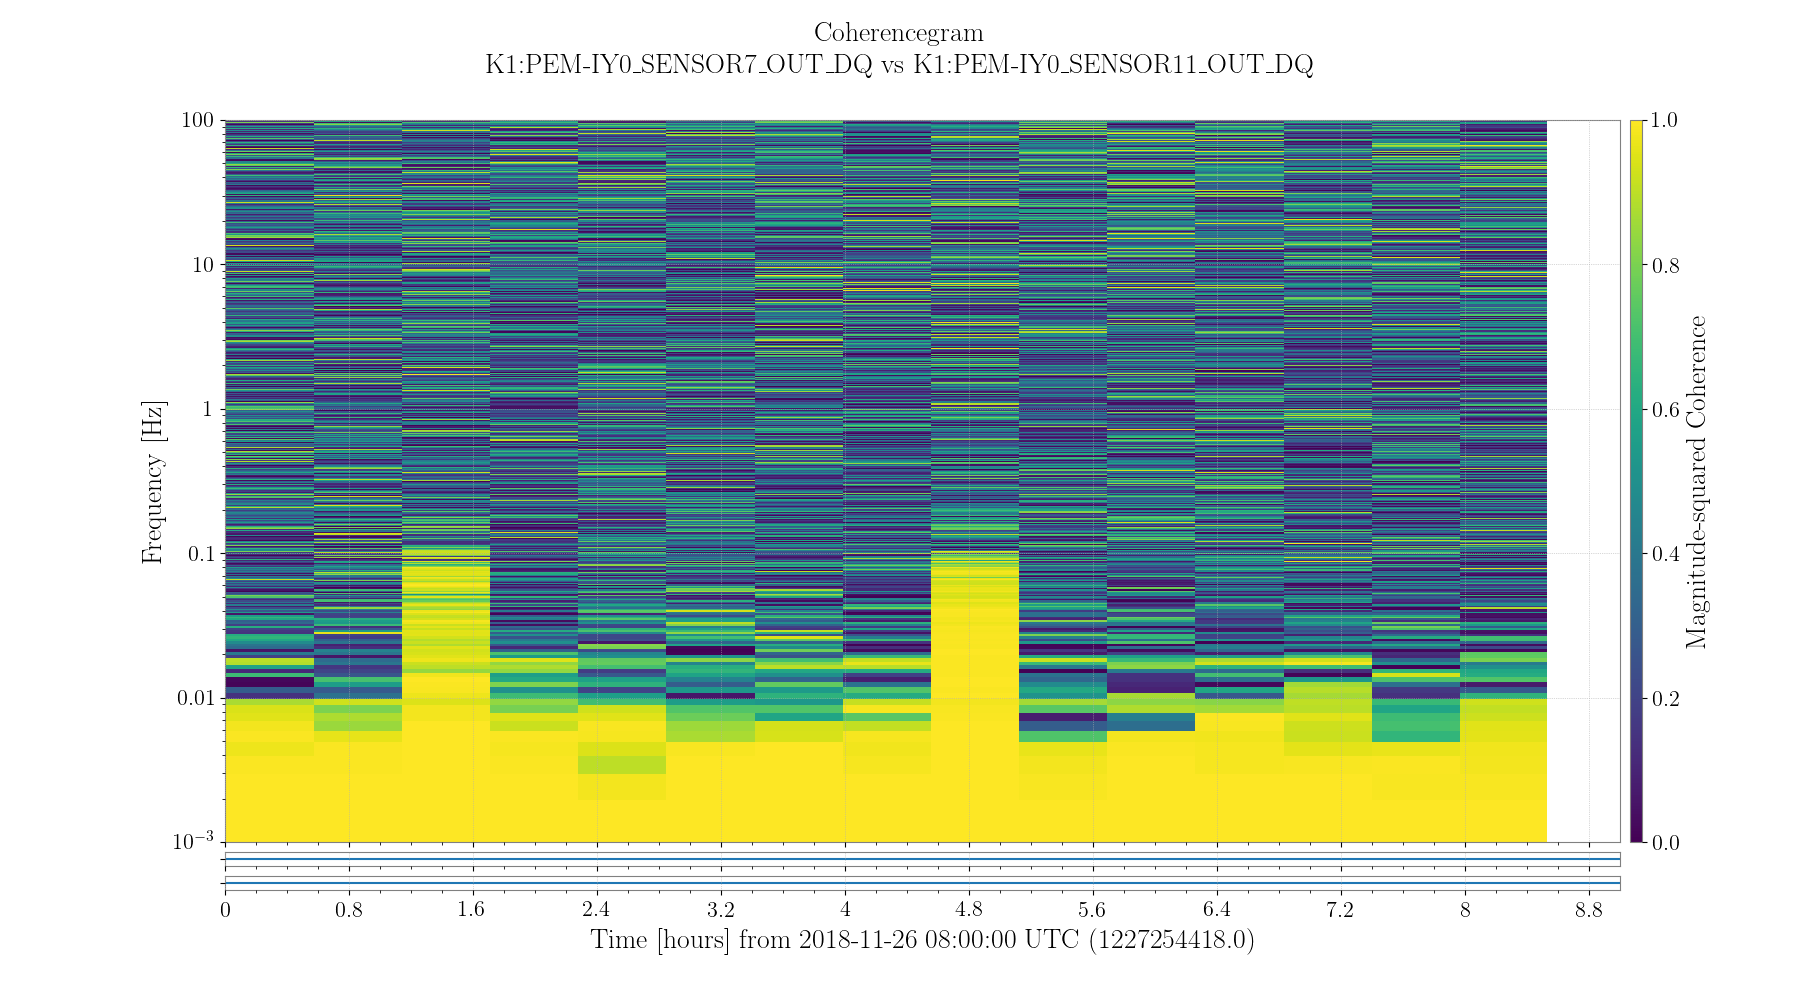 Coherencegram
K1:PEM-IY0_SENSOR7_OUT_DQ vs K1:PEM-IY0_SENSOR11_OUT_DQ
100
10
1
0.1
0.01
10⁻³
Frequency [Hz]
1.0
0.8
0.6
0.4
0.2
0.0
Magnitude-squared Coherence
0 0.8 1.6 2.4 3.2 4 4.8 5.6 6.4 7.2 8 8.8
Time [hours] from 2018-11-26 08:00:00 UTC (1227254418.0)